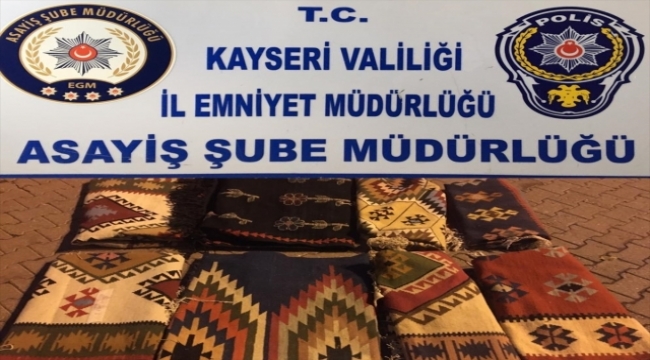 T.C.
KAYSERİ VALİLİĞİ
İL EMNİYET MÜDÜRLÜĞÜ
ASAYİŞ ŞUBE MÜDÜRLÜĞÜ
ASAYİŞ ŞUBE MÜDÜRLÜĞÜ
EGM
POLİS